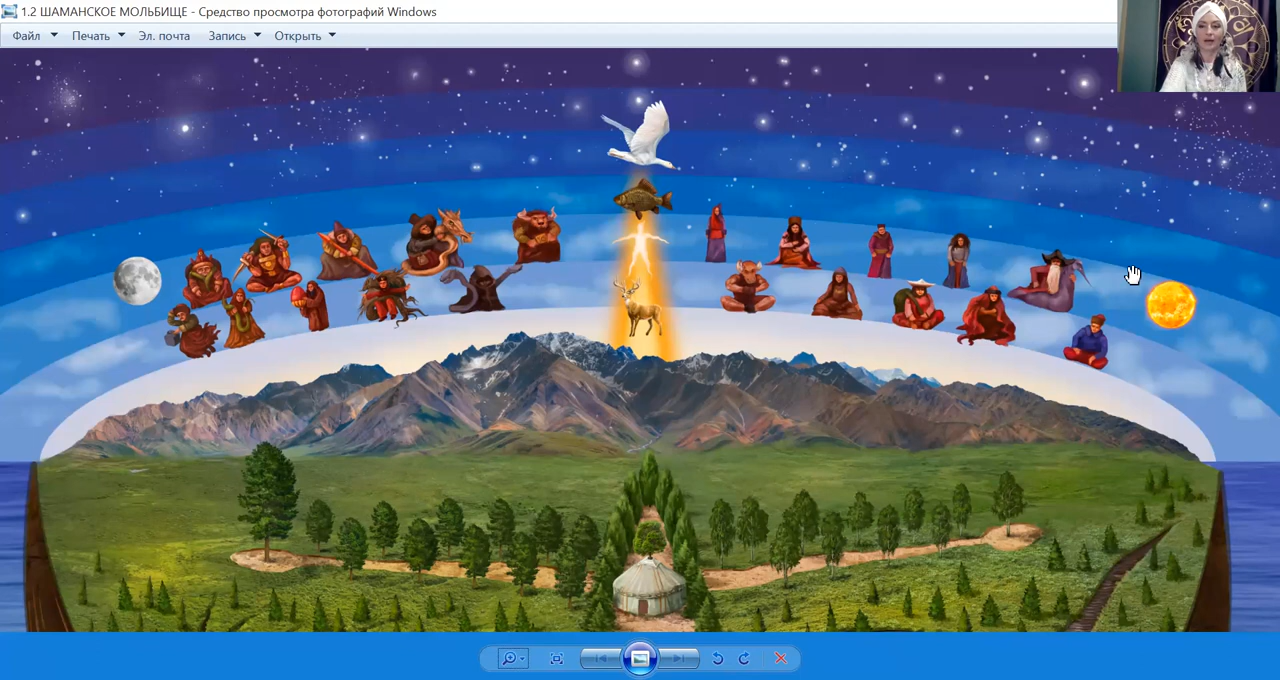 1.2 ШАМАНСКОЕ МОЛЬБИЩЕ - Средство просмотра фотографий Windows
Файл Печать Эл. почта Запись Открыть